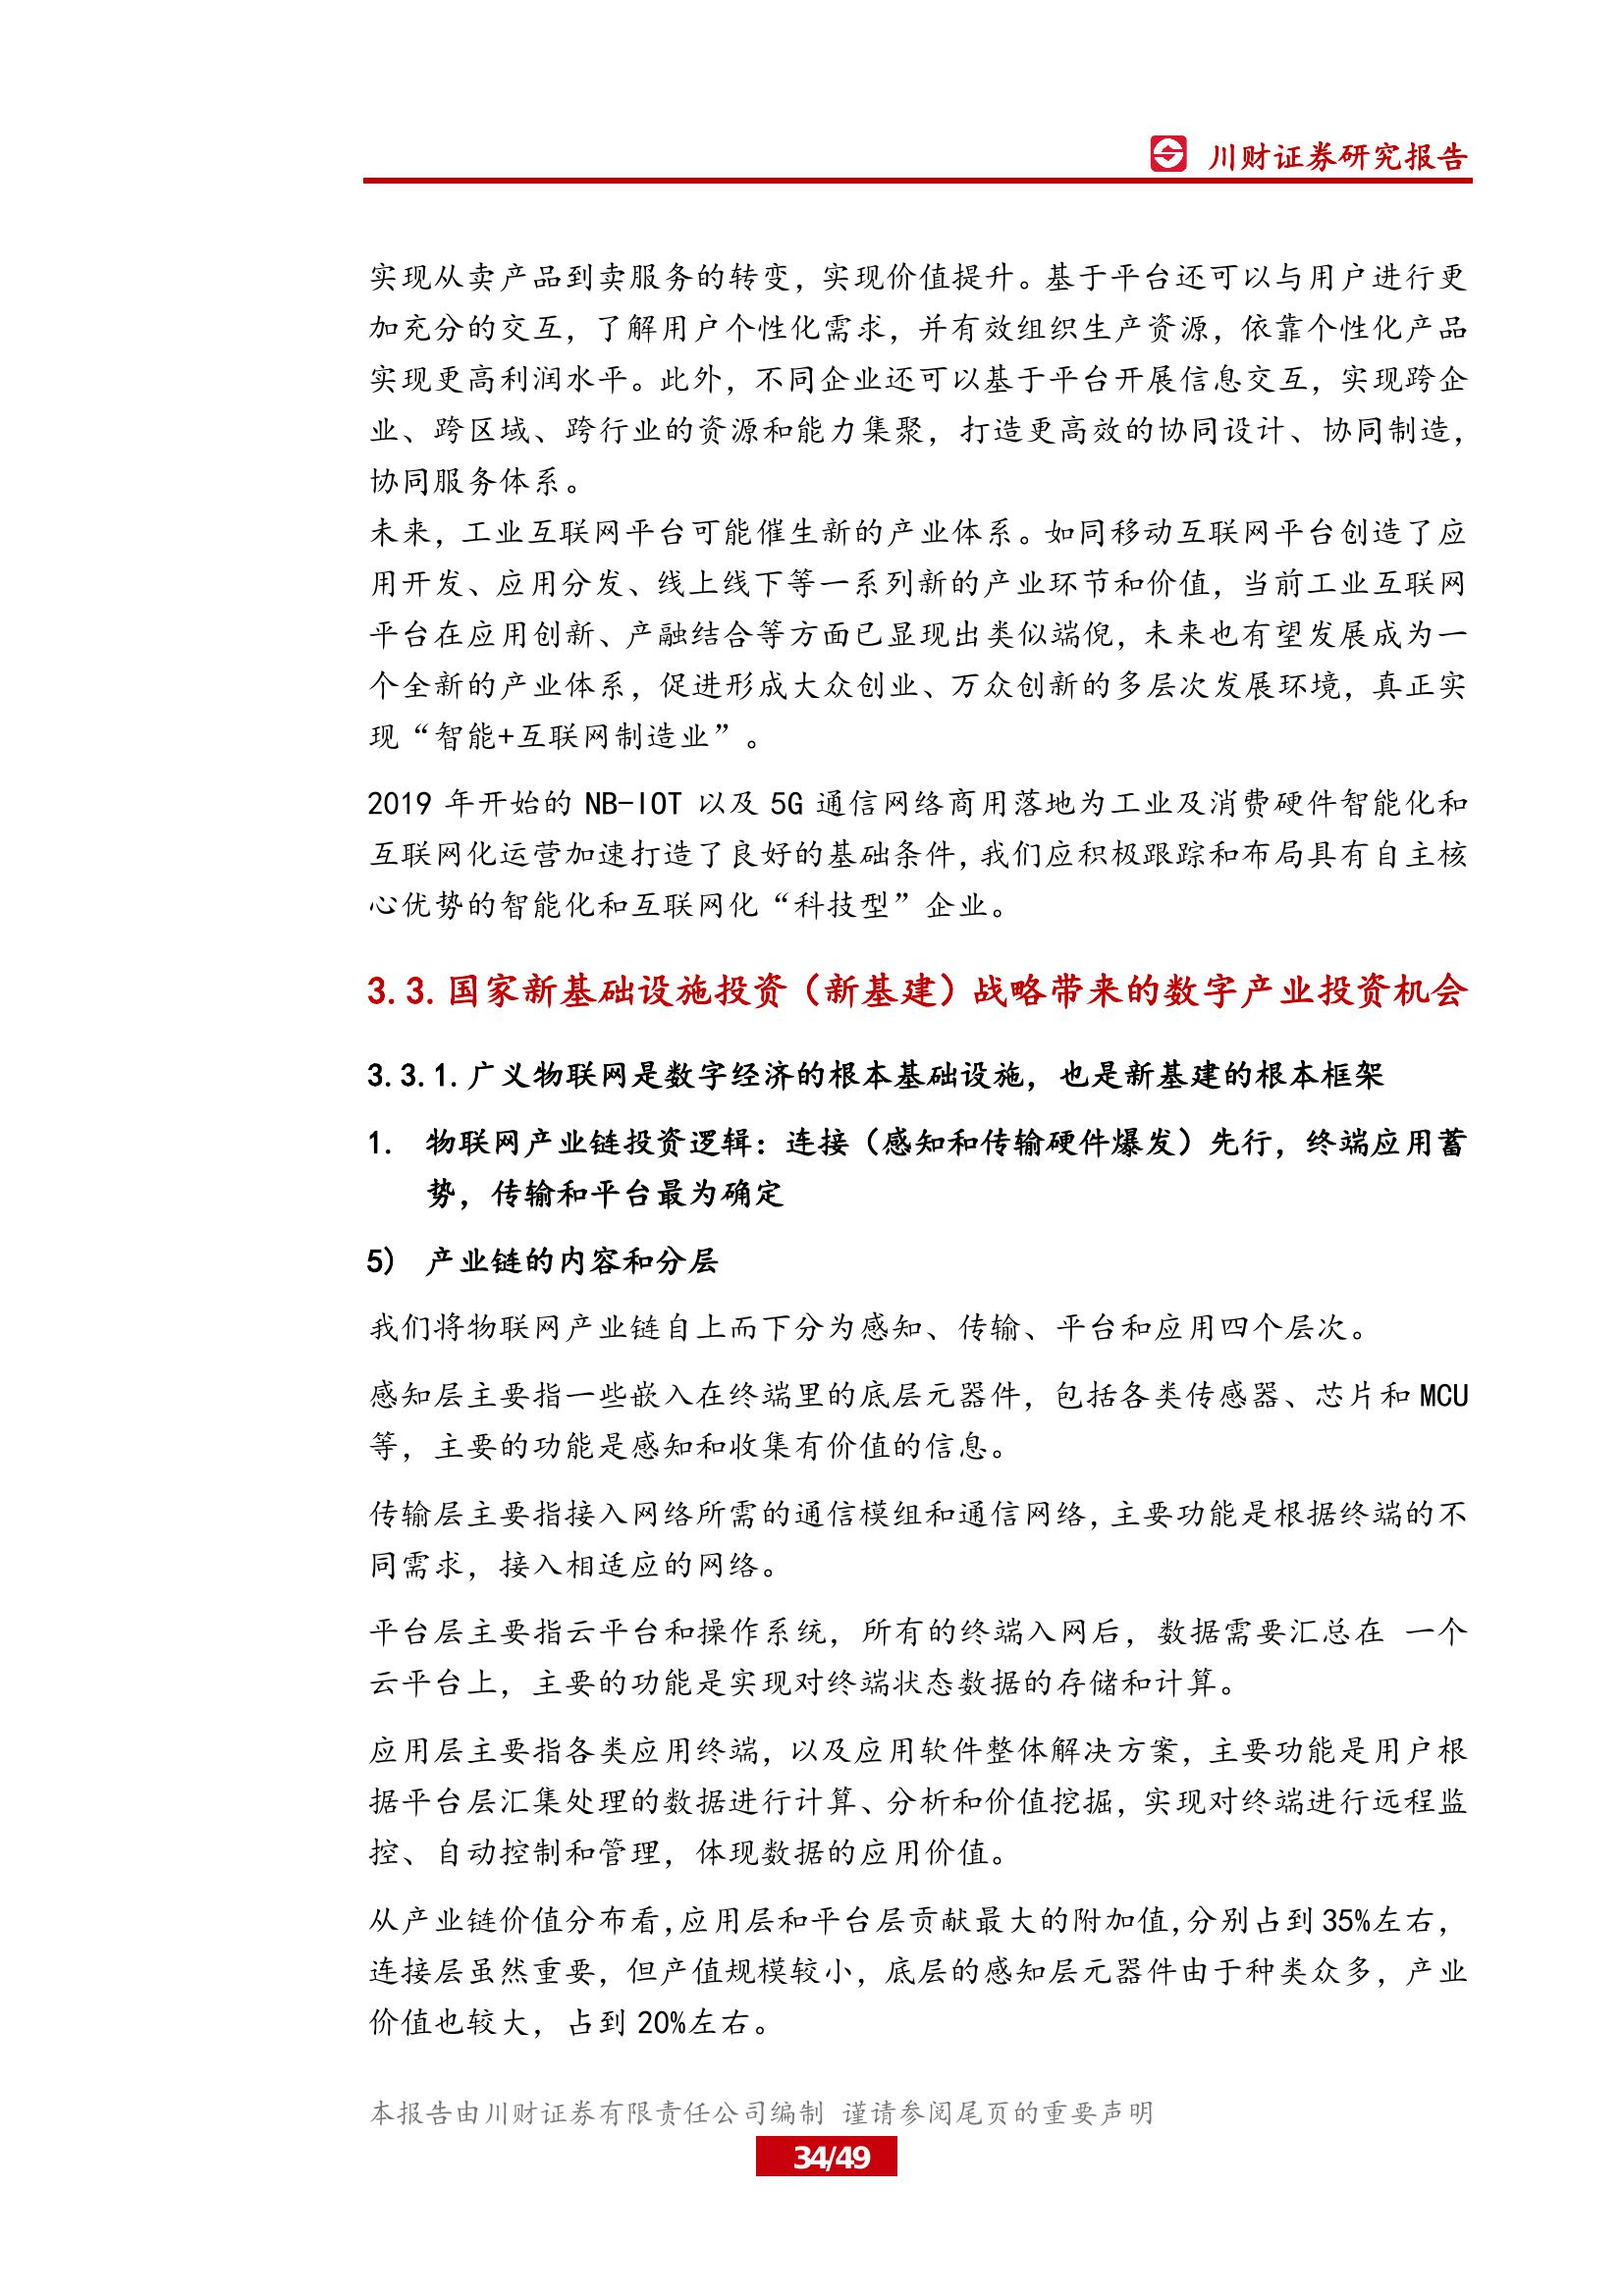 川财证券研究报告
实现从卖产品到卖服务的转变，实现价值提升。基于平台还可以与用户进行更
加充分的交互，了解用户个性化需求，并有效组织生产资源，依靠个性化产品
实现更高利润水平。此外，不同企业还可以基于平台开展信息交互，实现跨企
业、跨区域、跨行业的资源和能力集聚，打造更高效的协同设计、协同制造，
协同服务体系。
未来，工业互联网平台可能催生新的产业体系。如同移动互联网平台创造了应
用开发、应用分发、线上线下等一系列新的产业环节和价值，当前工业互联网
平台在应用创新、产融结合等方面已显现出类似端倪，未来也有望发展成为一
个全新的产业体系，促进形成大众创业、万众创新的多层次发展环境，真正实
现“智能+互联网制造业”。
2019 年开始的 NB-IOT 以及 5G 通信网络商用落地为工业及消费硬件智能化和
互联网化运营加速打造了良好的基础条件，我们应积极跟踪和布局具有自主核
心优势的智能化和互联网化“科技型”企业。
3.3.国家新基础设施投资（新基建）战略带来的数字产业投资机会
3.3.1.广义物联网是数字经济的根本基础设施，也是新基建的根本框架
1. 物联网产业链投资逻辑：连接（感知和传输硬件爆发）先行，终端应用蓄
势，传输和平台最为确定
5) 产业链的内容和分层
我们将物联网产业链自上而下分为感知、传输、平台和应用四个层次。
感知层主要指一些嵌入在终端里的底层元器件，包括各类传感器、芯片和 MCU
等，主要的功能是感知和收集有价值的信息。
传输层主要指接入网络所需的通信模组和通信网络，主要功能是根据终端的不
同需求，接入相适应的网络。
平台层主要指云平台和操作系统，所有的终端入网后，数据需要汇总在 一个
云平台上，主要的功能是实现对终端状态数据的存储和计算。
应用层主要指各类应用终端，以及应用软件整体解决方案，主要功能是用户根
据平台层汇集处理的数据进行计算、分析和价值挖掘，实现对终端进行远程监
控、自动控制和管理，体现数据的应用价值。
从产业链价值分布看，应用层和平台层贡献最大的附加值，分别占到 35%左右，
连接层虽然重要，但产值规模较小，底层的感知层元器件由于种类众多，产业
价值也较大，占到 20%左右。
本报告由川财证券有限责任公司编制 谨请参阅尾页的重要声明
34/49